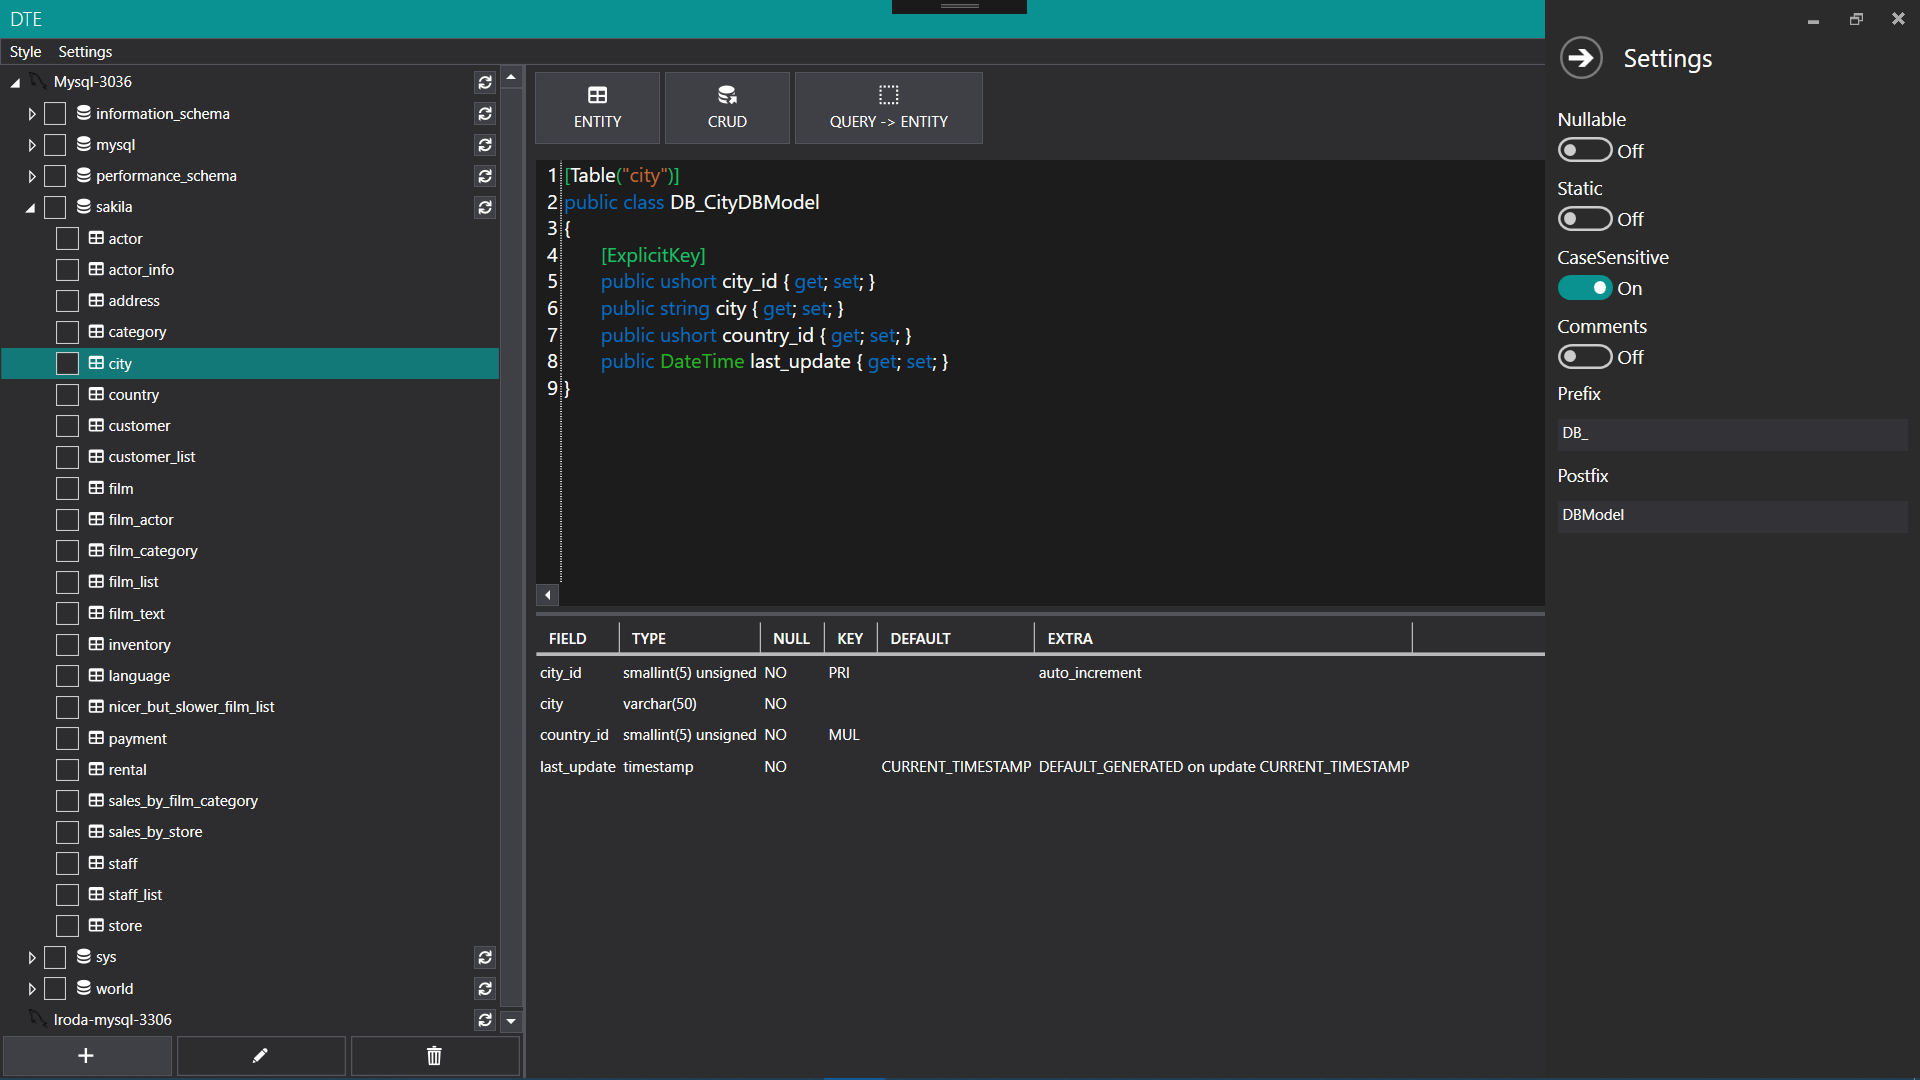 DTE
Style Settings
Mysql-3036
information_schema
mysql
performance_schema
sakila
actor
actor_info
address
category
city
country
customer
customer_list
film
film_actor
film_category
film_list
film_text
inventory
language
nicer_but_slower_film_list
payment
rental
sales_by_film_category
sales_by_store
staff
staff_list
store
sys
world
Iroda-mysql-3306
ENTITY CRUD QUERY -> ENTITY
1 [Table("city")]
2 public class DB_CityDBModel
3 {
4 [ExplicitKey]
5 public ushort city_id { get; set; }
6 public string city { get; set; }
7 public ushort country_id { get; set; }
8 public DateTime last_update { get; set; }
9 }
FIELD TYPE NULL KEY DEFAULT EXTRA
city_id smallint(5) unsigned NO PRI auto_increment
city varchar(50) NO
country_id smallint(5) unsigned NO MUL
last_update timestamp NO CURRENT_TIMESTAMP DEFAULT_GENERATED on update CURRENT_TIMESTAMP
Settings
Nullable
Off
Static
Off
CaseSensitive
On
Comments
Off
Prefix
DB_
Postfix
DBModel